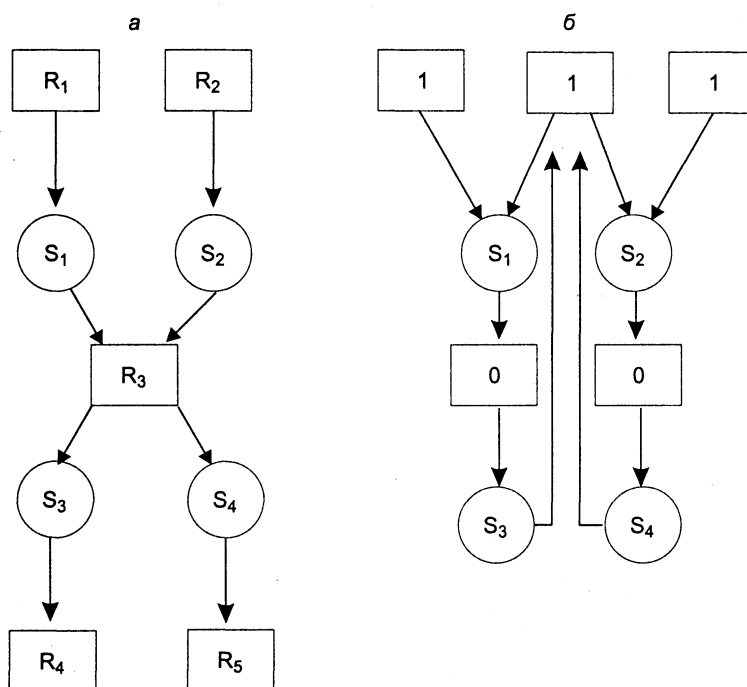 а
R₁ R₂
S₁ S₂
R₃
S₃ S₄
R₄ R₅
б
1 1 1
S₁ S₂
0 0
S₃ S₄